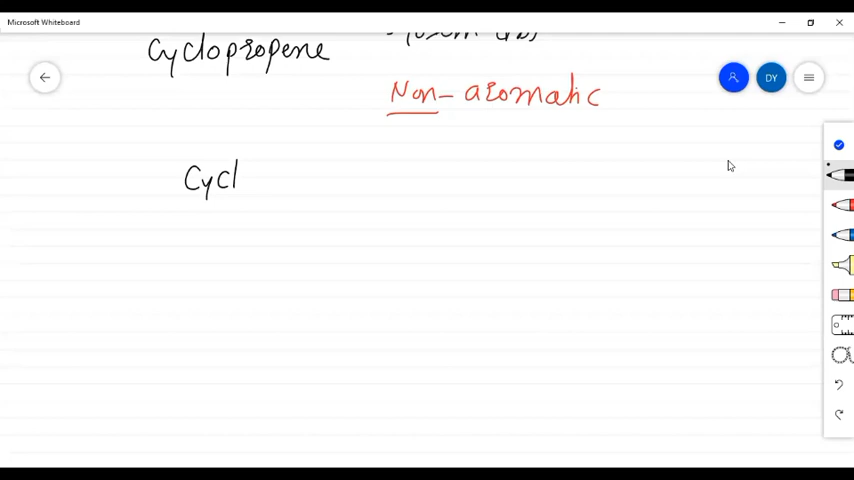 Microsoft Whiteboard
Cyclopropene
DY
Non-aromatic
Cycl